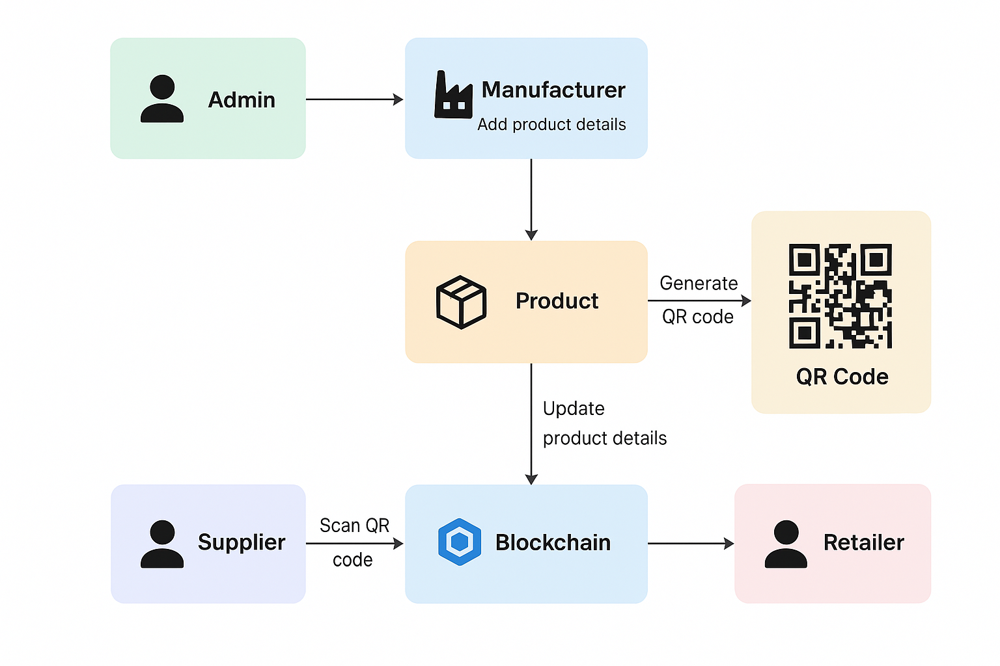 Admin
Manufacturer
Add product details
Product
Generate
QR code
QR Code
Update
product details
Supplier
Scan QR
code
Blockchain
Retailer